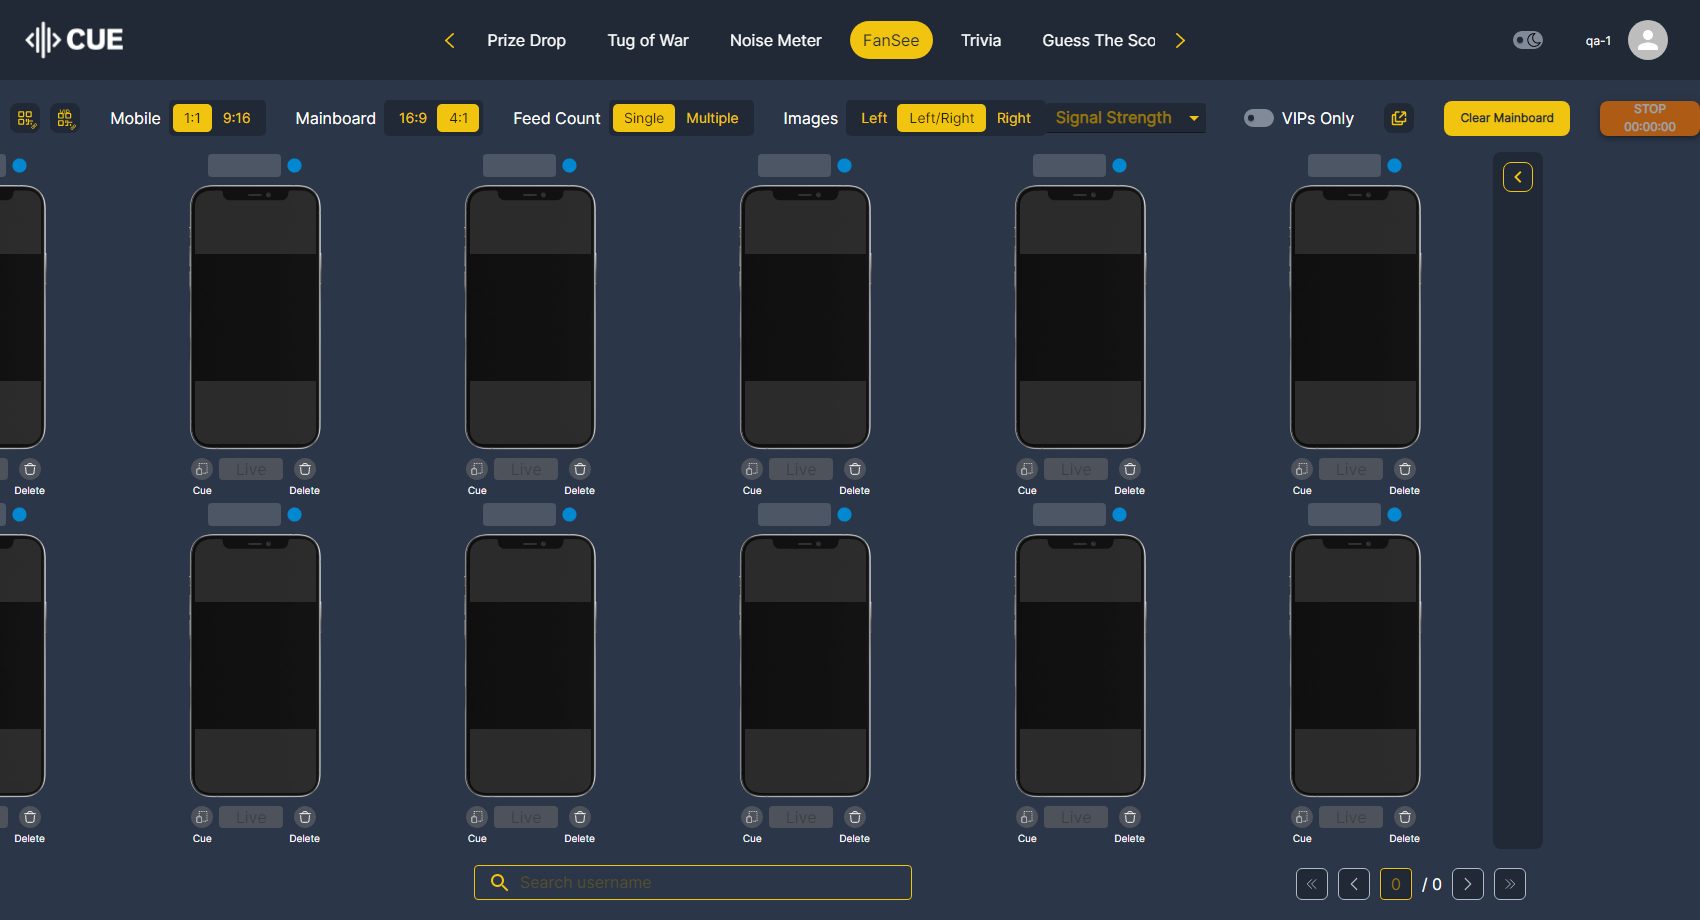 CUE
Prize Drop Tug of War Noise Meter FanSee Trivia Guess The Sco
qa-1
Mobile 1:1 9:16 Mainboard 16:9 4:1 Feed Count Single Multiple Images Left Left/Right Right Signal Strength VIPs Only Clear Mainboard STOP
00:00:00
Live Live Live Live Live
Delete Cue Delete Cue Delete Cue Delete Cue Delete Cue Delete
Live Live Live Live Live
Delete Cue Delete Cue Delete Cue Delete Cue Delete Cue Delete
Search username
0 / 0